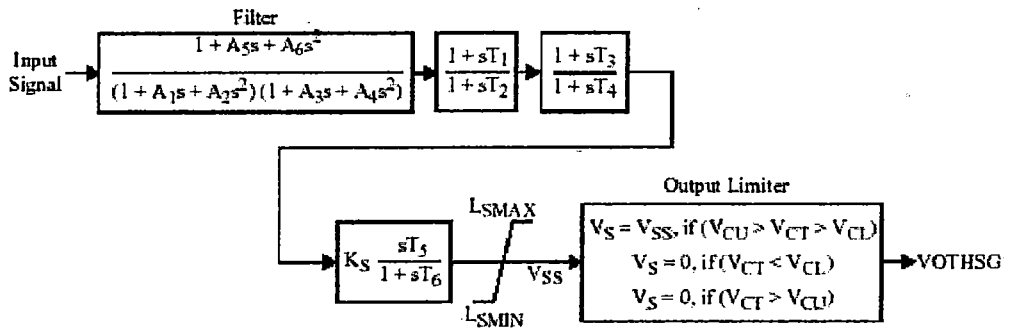 Filter
Input
Signal
1 + A5s + A6s²
(1 + A1s + A2s²)(1 + A3s + A4s²)
1 + sT1
1 + sT2
1 + sT3
1 + sT4
Output Limiter
LSMAX
KS
sT5
1 + sT6
VSS
LSMIN
VS = VSS, if (VCU > VCT > VCL)
VS = 0, if (VCT < VCL)
VS = 0, if (VCT > VCU)
VOTHSG